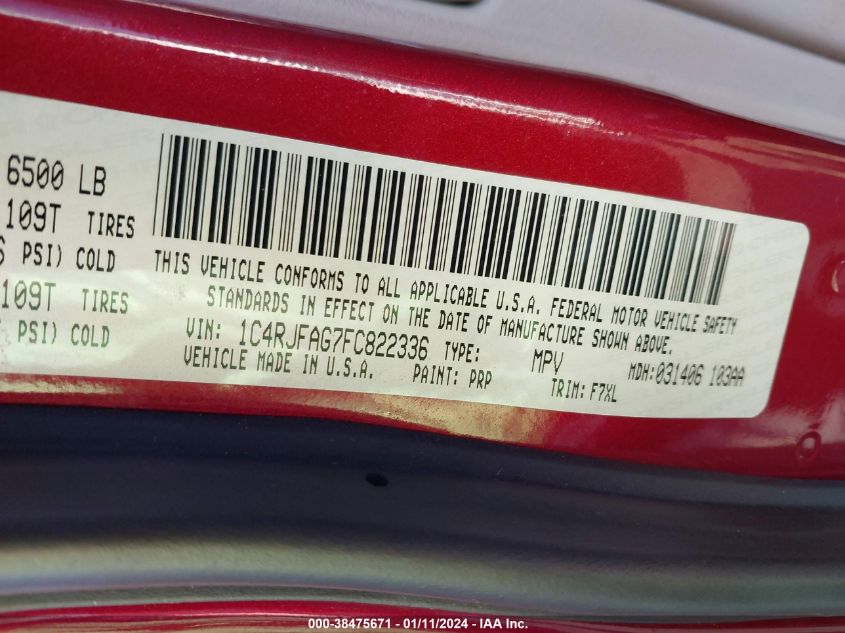 6500 LB
109T TIRES
PSI) COLD
109T TIRES
PSI) COLD
THIS VEHICLE CONFORMS TO ALL APPLICABLE U.S.A. FEDERAL MOTOR VEHICLE SAFETY
STANDARDS IN EFFECT ON THE DATE OF MANUFACTURE SHOWN ABOVE.
VIN: 1C4RJFAG7FC822336 TYPE: MPV MDH:031406 103AA
VEHICLE MADE IN U.S.A. PAINT: PRP TRIM: F7XL
000-38475671 - 01/11/2024 - IAA Inc.